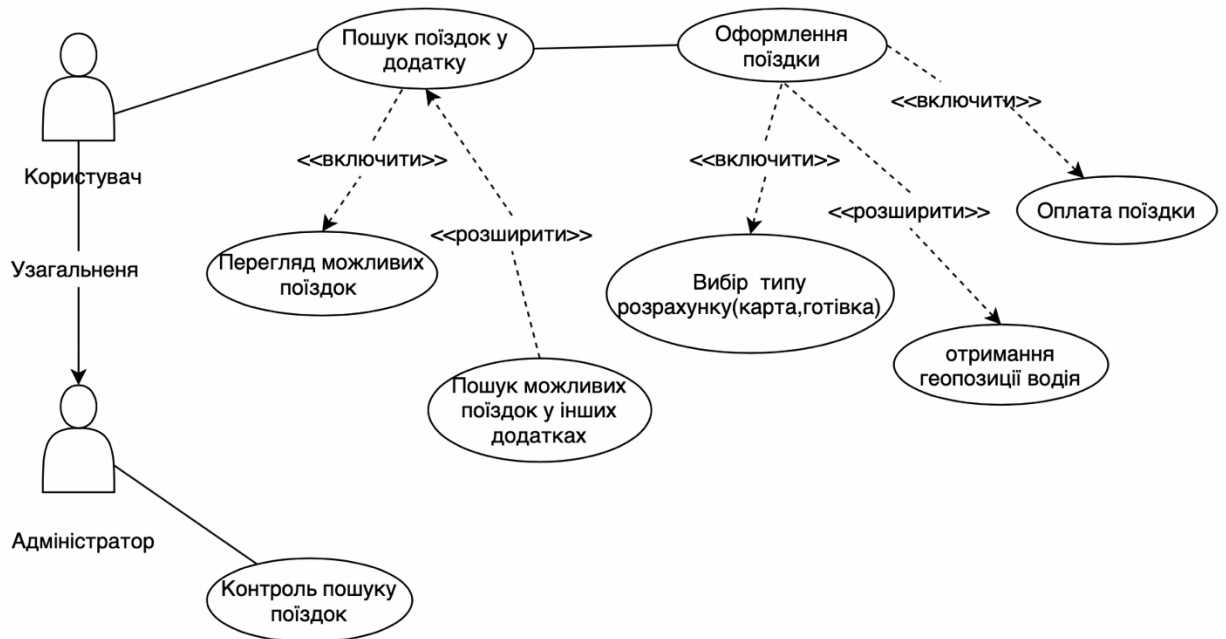 Пошук поїздок у
додатку
Оформлення
поїздки
<<включити>>
<<включити>>
<<включити>>
Користувач
Оплата поїздки
<<розширити>>
<<розширити>>
Перегляд можливих
поїздок
Узагальненя
Вибір типу
розрахунку(карта,готівка)
отримання
геопозиції водія
Пошук можливих
поїздок у інших
додатках
Адміністратор
Контроль пошуку
поїздок